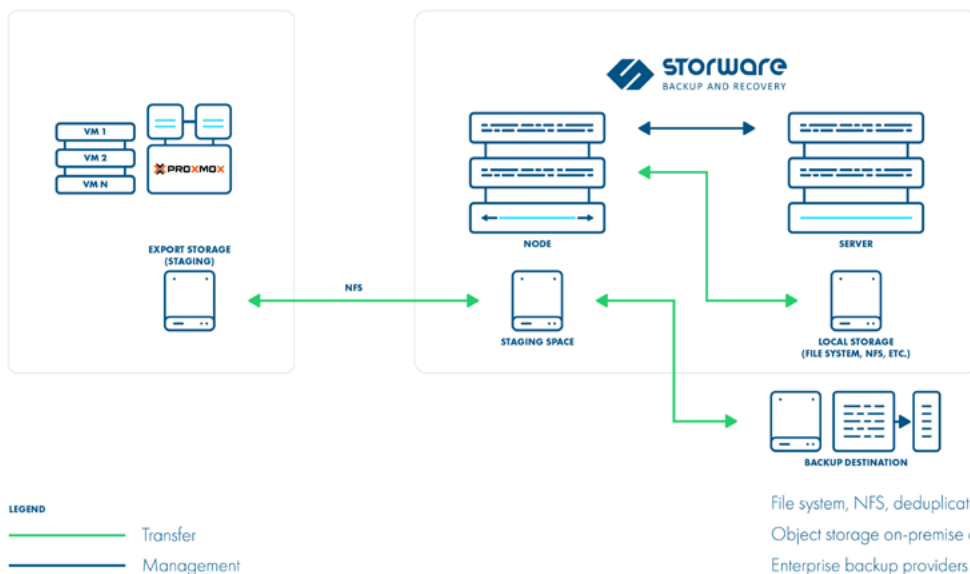 STORWARE
BACKUP AND RECOVERY
VM 1
VM 2
VM N
PROXMOX
NODE
SERVER
EXPORT STORAGE
(STAGING)
NFS
STAGING SPACE
LOCAL STORAGE
(FILE SYSTEM, NFS, ETC.)
BACKUP DESTINATION
LEGEND
Transfer
Management
File system, NFS, deduplicat
Object storage on-premise
Enterprise backup providers